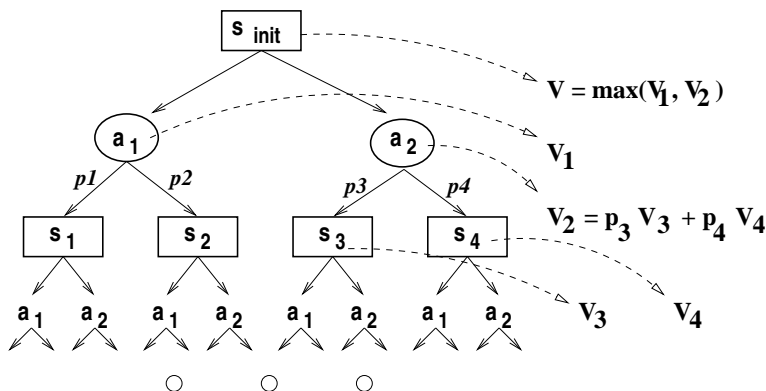 s init
V = max(V1, V2)
a 1
a 2
V1
p1
p2
p3
p4
s 1
s 2
s 3
s 4
V2 = p3 V3 + p4 V4
a 1
a 2
a 1
a 2
a 1
a 2
a 1
a 2
V3
V4